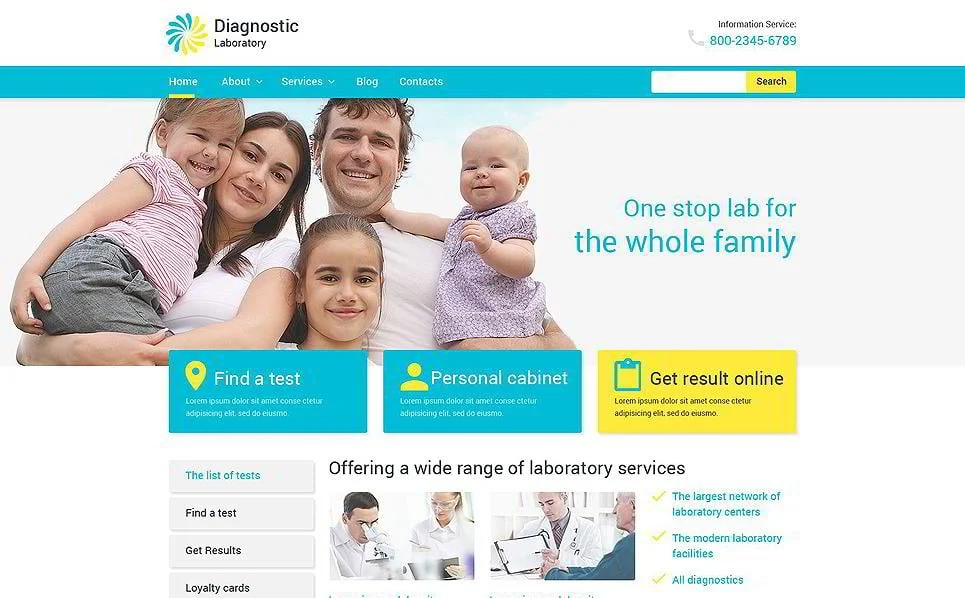 Diagnostic
Laboratory
Information Service:
800-2345-6789
Home About Services Blog Contacts Search
One stop lab for
the whole family
Find a test
Lorem ipsum dolor sit amet conse ctetur
adipisicing elit, sed do eiusmo.
Personal cabinet
Lorem ipsum dolor sit amet conse ctetur
adipisicing elit, sed do eiusmo.
Get result online
Lorem ipsum dolor sit amet conse ctetur
adipisicing elit, sed do eiusmo.
The list of tests
Find a test
Get Results
Loyalty cards
Offering a wide range of laboratory services
The largest network of
laboratory centers
The modern laboratory
facilities
All diagnostics